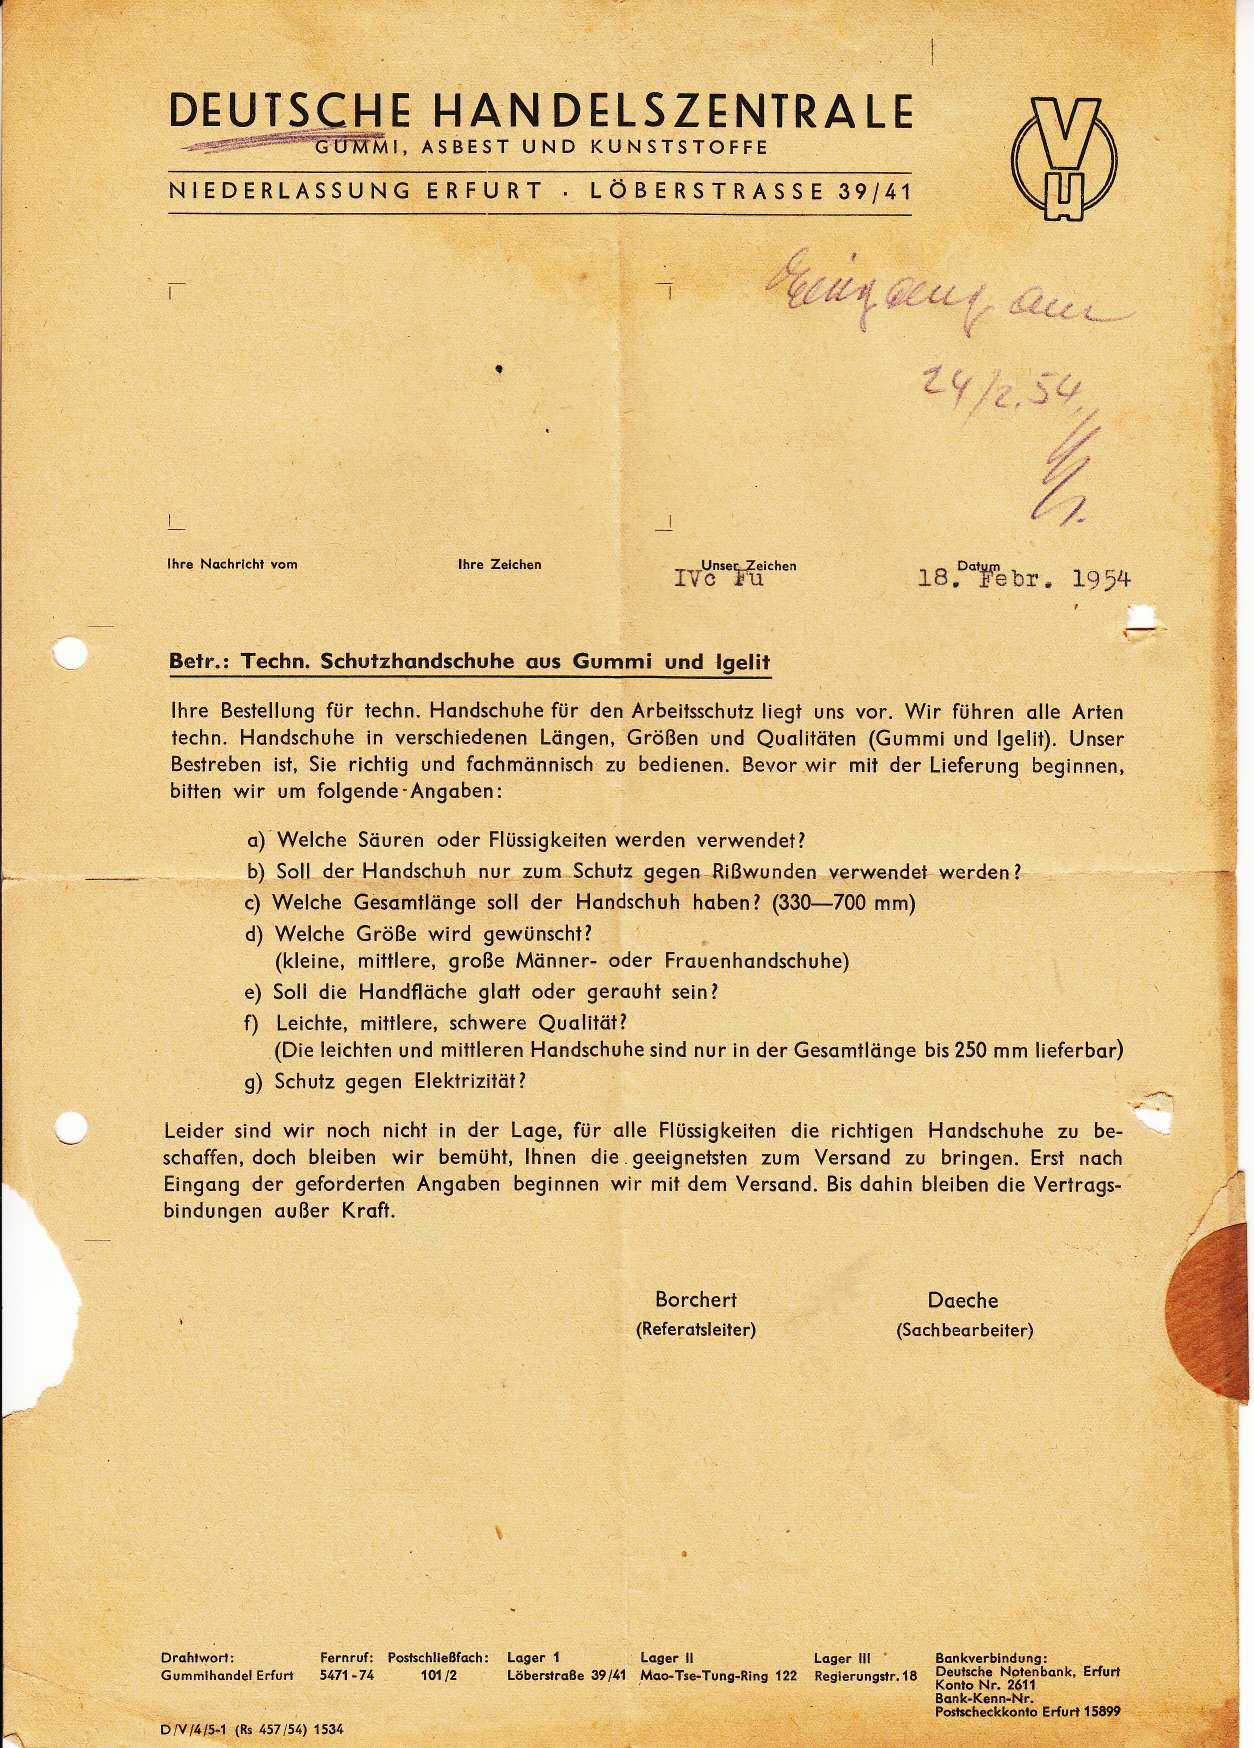 DEUTSCHE HANDELSZENTRALE
GUMMI, ASBEST UND KUNSTSTOFFE
NIEDERLASSUNG ERFURT · LÖBERSTRASSE 39/41
Eingang am
24/2.54.
Ihre Nachricht vom Ihre Zeichen Unser Zeichen Datum
IVc Fu 18. Febr. 1954
Betr.: Techn. Schutzhandschuhe aus Gummi und Igelit
Ihre Bestellung für techn. Handschuhe für den Arbeitsschutz liegt uns vor. Wir führen alle Arten
techn. Handschuhe in verschiedenen Längen, Größen und Qualitäten (Gummi und Igelit). Unser
Bestreben ist, Sie richtig und fachmännisch zu bedienen. Bevor wir mit der Lieferung beginnen,
bitten wir um folgende Angaben:
a) Welche Säuren oder Flüssigkeiten werden verwendet?
b) Soll der Handschuh nur zum Schutz gegen Rißwunden verwendet werden?
c) Welche Gesamtlänge soll der Handschuh haben? (330—700 mm)
d) Welche Größe wird gewünscht?
(kleine, mittlere, große Männer- oder Frauenhandschuhe)
e) Soll die Handfläche glatt oder gerauht sein?
f) Leichte, mittlere, schwere Qualität?
(Die leichten und mittleren Handschuhe sind nur in der Gesamtlänge bis 250 mm lieferbar)
g) Schutz gegen Elektrizität?
Leider sind wir noch nicht in der Lage, für alle Flüssigkeiten die richtigen Handschuhe zu be-
schaffen, doch bleiben wir bemüht, Ihnen die geeignetsten zum Versand zu bringen. Erst nach
Eingang der geforderten Angaben beginnen wir mit dem Versand. Bis dahin bleiben die Vertrags-
bindungen außer Kraft.
Borchert Daeche
(Referatsleiter) (Sachbearbeiter)
Drahtwort: Fernruf: Postschließfach: Lager 1 Lager II Lager III Bankverbindung:
Gummihandel Erfurt 5471-74 101/2 Löberstraße 39/41 Mao-Tse-Tung-Ring 122 Regierungstr. 18 Deutsche Notenbank, Erfurt
Konto Nr. 2611
Bank-Kenn-Nr.
Postscheckkonto Erfurt 15899
D/V/4/5-1 (Rs 457/54) 1534